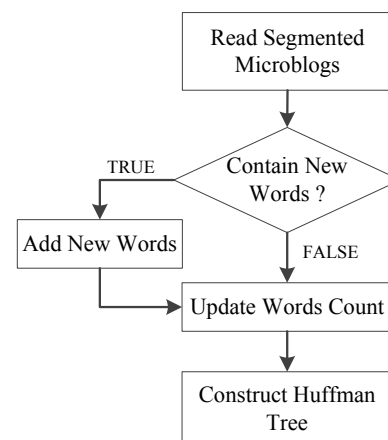 Read Segmented
Microblogs
TRUE
Contain New
Words ?
Add New Words
FALSE
Update Words Count
Construct Huffman
Tree